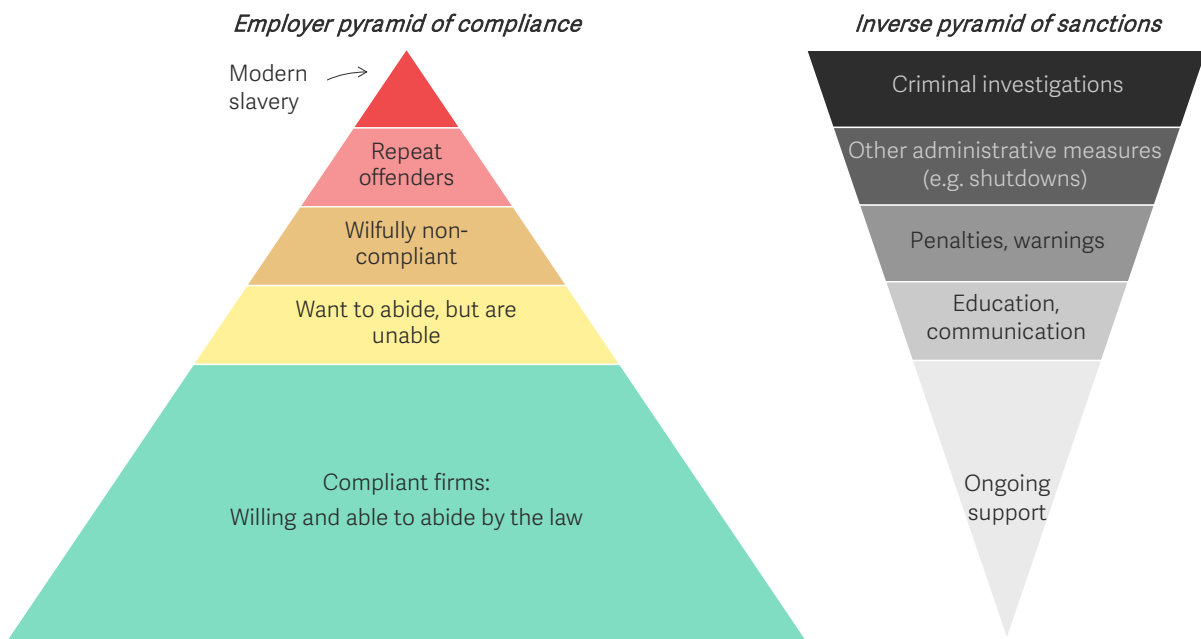 Employer pyramid of compliance
Modern
slavery
Repeat
offenders
Wilfully non-
compliant
Want to abide, but are
unable
Compliant firms:
Willing and able to abide by the law
Inverse pyramid of sanctions
Criminal investigations
Other administrative measures
(e.g. shutdowns)
Penalties, warnings
Education,
communication
Ongoing
support